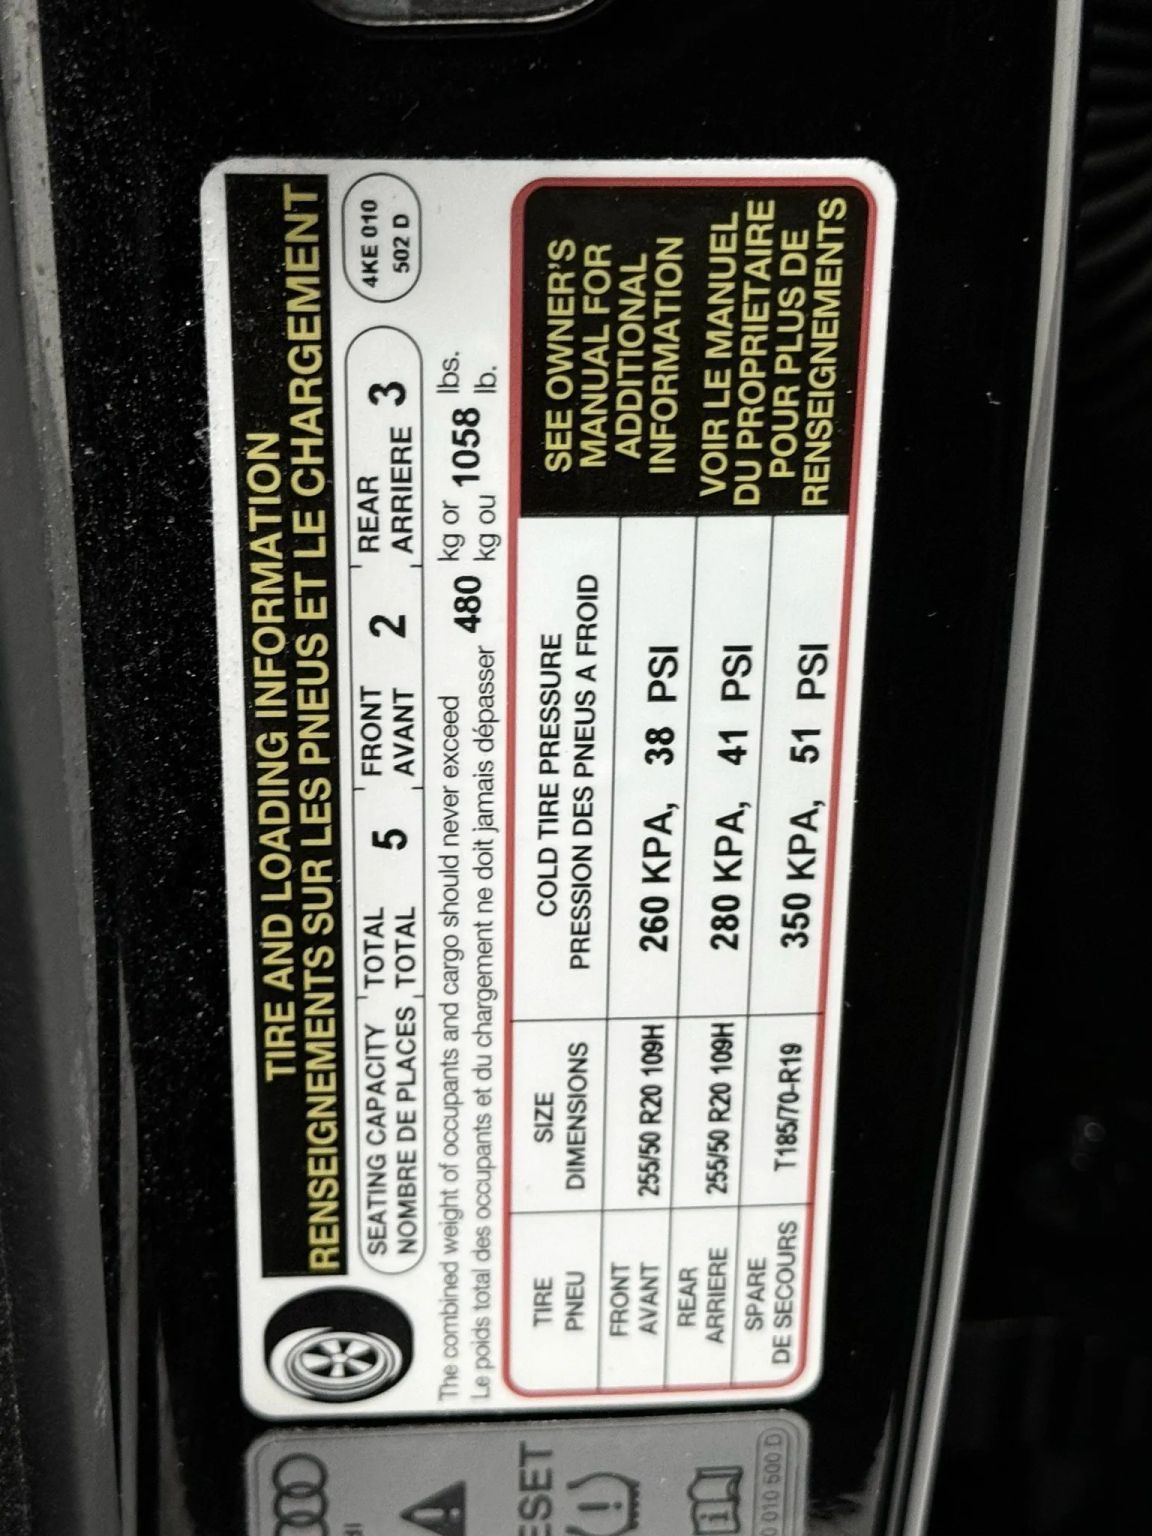 TIRE AND LOADING INFORMATION
RENSEIGNEMENTS SUR LES PNEUS ET LE CHARGEMENT
SEATING CAPACITY TOTAL 5 FRONT 2 REAR 3
NOMBRE DE PLACES TOTAL AVANT ARRIERE
4KE 010
502 D
The combined weight of occupants and cargo should never exceed 480 kg or 1058 lbs.
Le poids total des occupants et du chargement ne doit jamais dépasser kg ou lb.
TIRE SIZE COLD TIRE PRESSURE
PNEU DIMENSIONS PRESSION DES PNEUS A FROID
FRONT
AVANT 255/50 R20 109H 260 KPA, 38 PSI
REAR
ARRIERE 255/50 R20 109H 280 KPA, 41 PSI
SPARE
DE SECOURS T185/70-R19 350 KPA, 51 PSI
SEE OWNER'S
MANUAL FOR
ADDITIONAL
INFORMATION
VOIR LE MANUEL
DU PROPRIETAIRE
POUR PLUS DE
RENSEIGNEMENTS
ESET
0 010 500 D